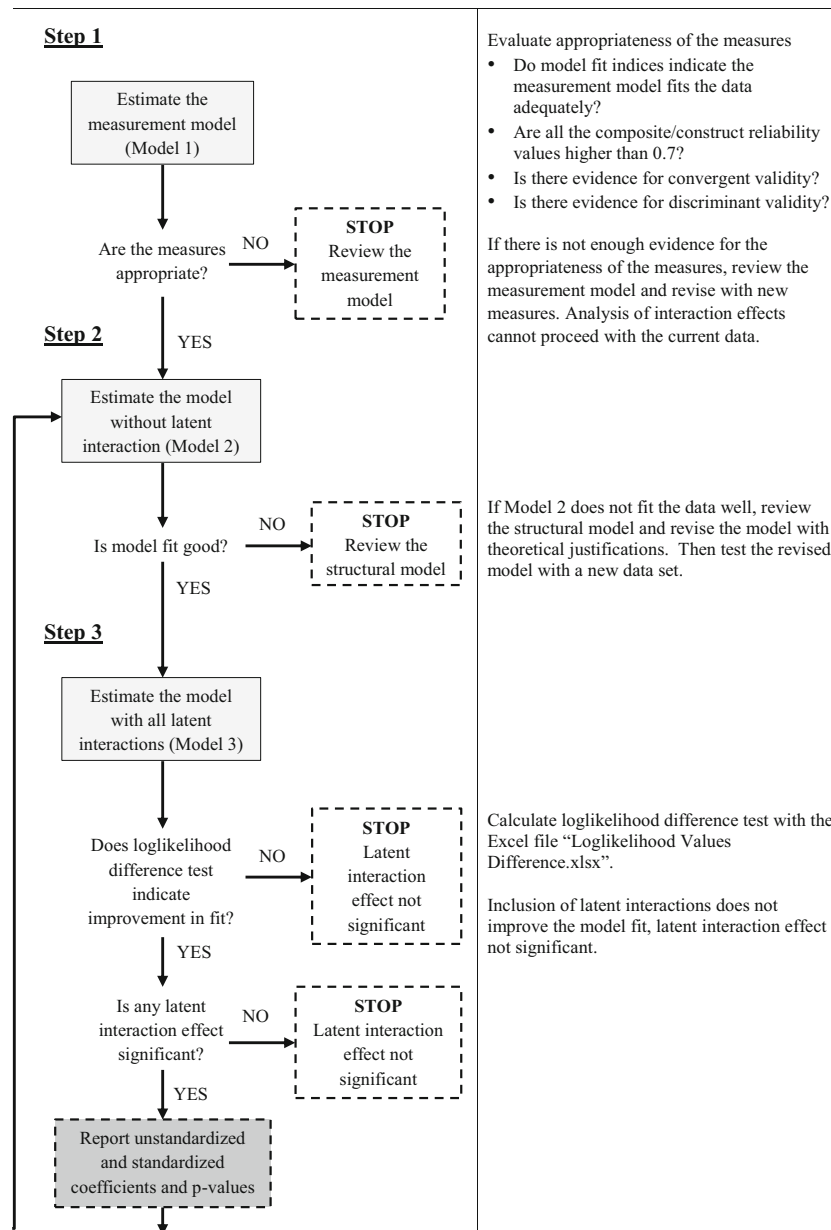 Step 1
Estimate the
measurement model
(Model 1)
Are the measures
appropriate?
NO
STOP
Review the
measurement
model
YES
Evaluate appropriateness of the measures
• Do model fit indices indicate the
measurement model fits the data
adequately?
• Are all the composite/construct reliability
values higher than 0.7?
• Is there evidence for convergent validity?
• Is there evidence for discriminant validity?
If there is not enough evidence for the
appropriateness of the measures, review the
measurement model and revise with new
measures. Analysis of interaction effects
cannot proceed with the current data.
Step 2
Estimate the model
without latent
interaction (Model 2)
Is model fit good?
NO
STOP
Review the
structural model
YES
If Model 2 does not fit the data well, review
the structural model and revise the model with
theoretical justifications. Then test the revised
model with a new data set.
Step 3
Estimate the model
with all latent
interactions (Model 3)
Does loglikelihood
difference test
indicate
improvement in fit?
NO
STOP
Latent
interaction
effect not
significant
YES
Calculate loglikelihood difference test with the
Excel file “Loglikelihood Values
Difference.xlsx”.
Inclusion of latent interactions does not
improve the model fit, latent interaction effect
not significant.
Is any latent
interaction effect
significant?
NO
STOP
Latent interaction
effect not
significant
YES
Report unstandardized
and standardized
coefficients and p-values